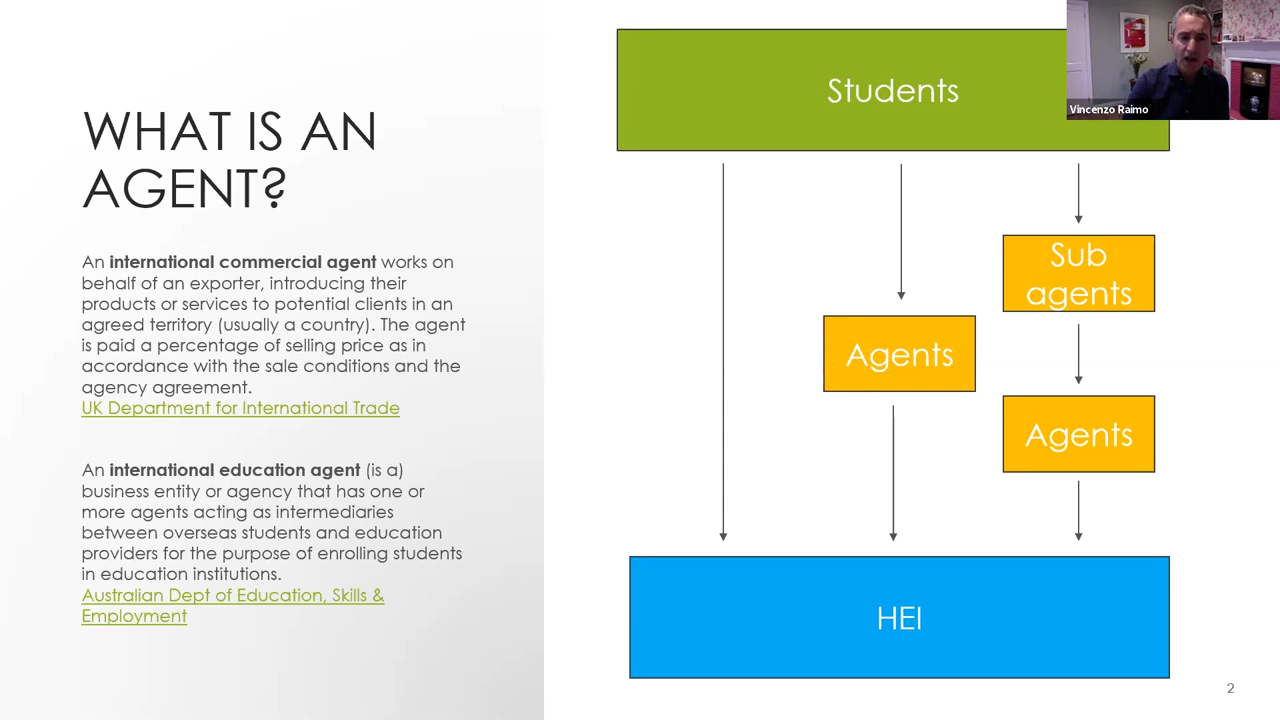 WHAT IS AN
AGENT?
An international commercial agent works on
behalf of an exporter, introducing their
products or services to potential clients in an
agreed territory (usually a country). The agent
is paid a percentage of selling price as in
accordance with the sale conditions and the
agency agreement.
UK Department for International Trade
An international education agent (is a)
business entity or agency that has one or
more agents acting as intermediaries
between overseas students and education
providers for the purpose of enrolling students
in education institutions.
Australian Dept of Education, Skills &
Employment
Students
Vincenzo Raimo
Sub
agents
Agents
Agents
HEI
2